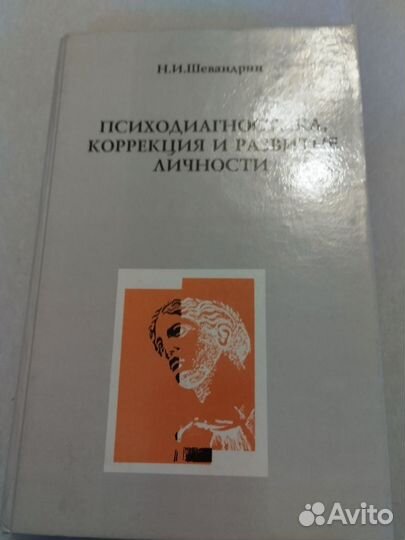 Н.И.Шевандрин
ПСИХОДИАГНОСТИКА,
КОРРЕКЦИЯ И РАЗВИТИЕ
ЛИЧНОСТИ
Avito